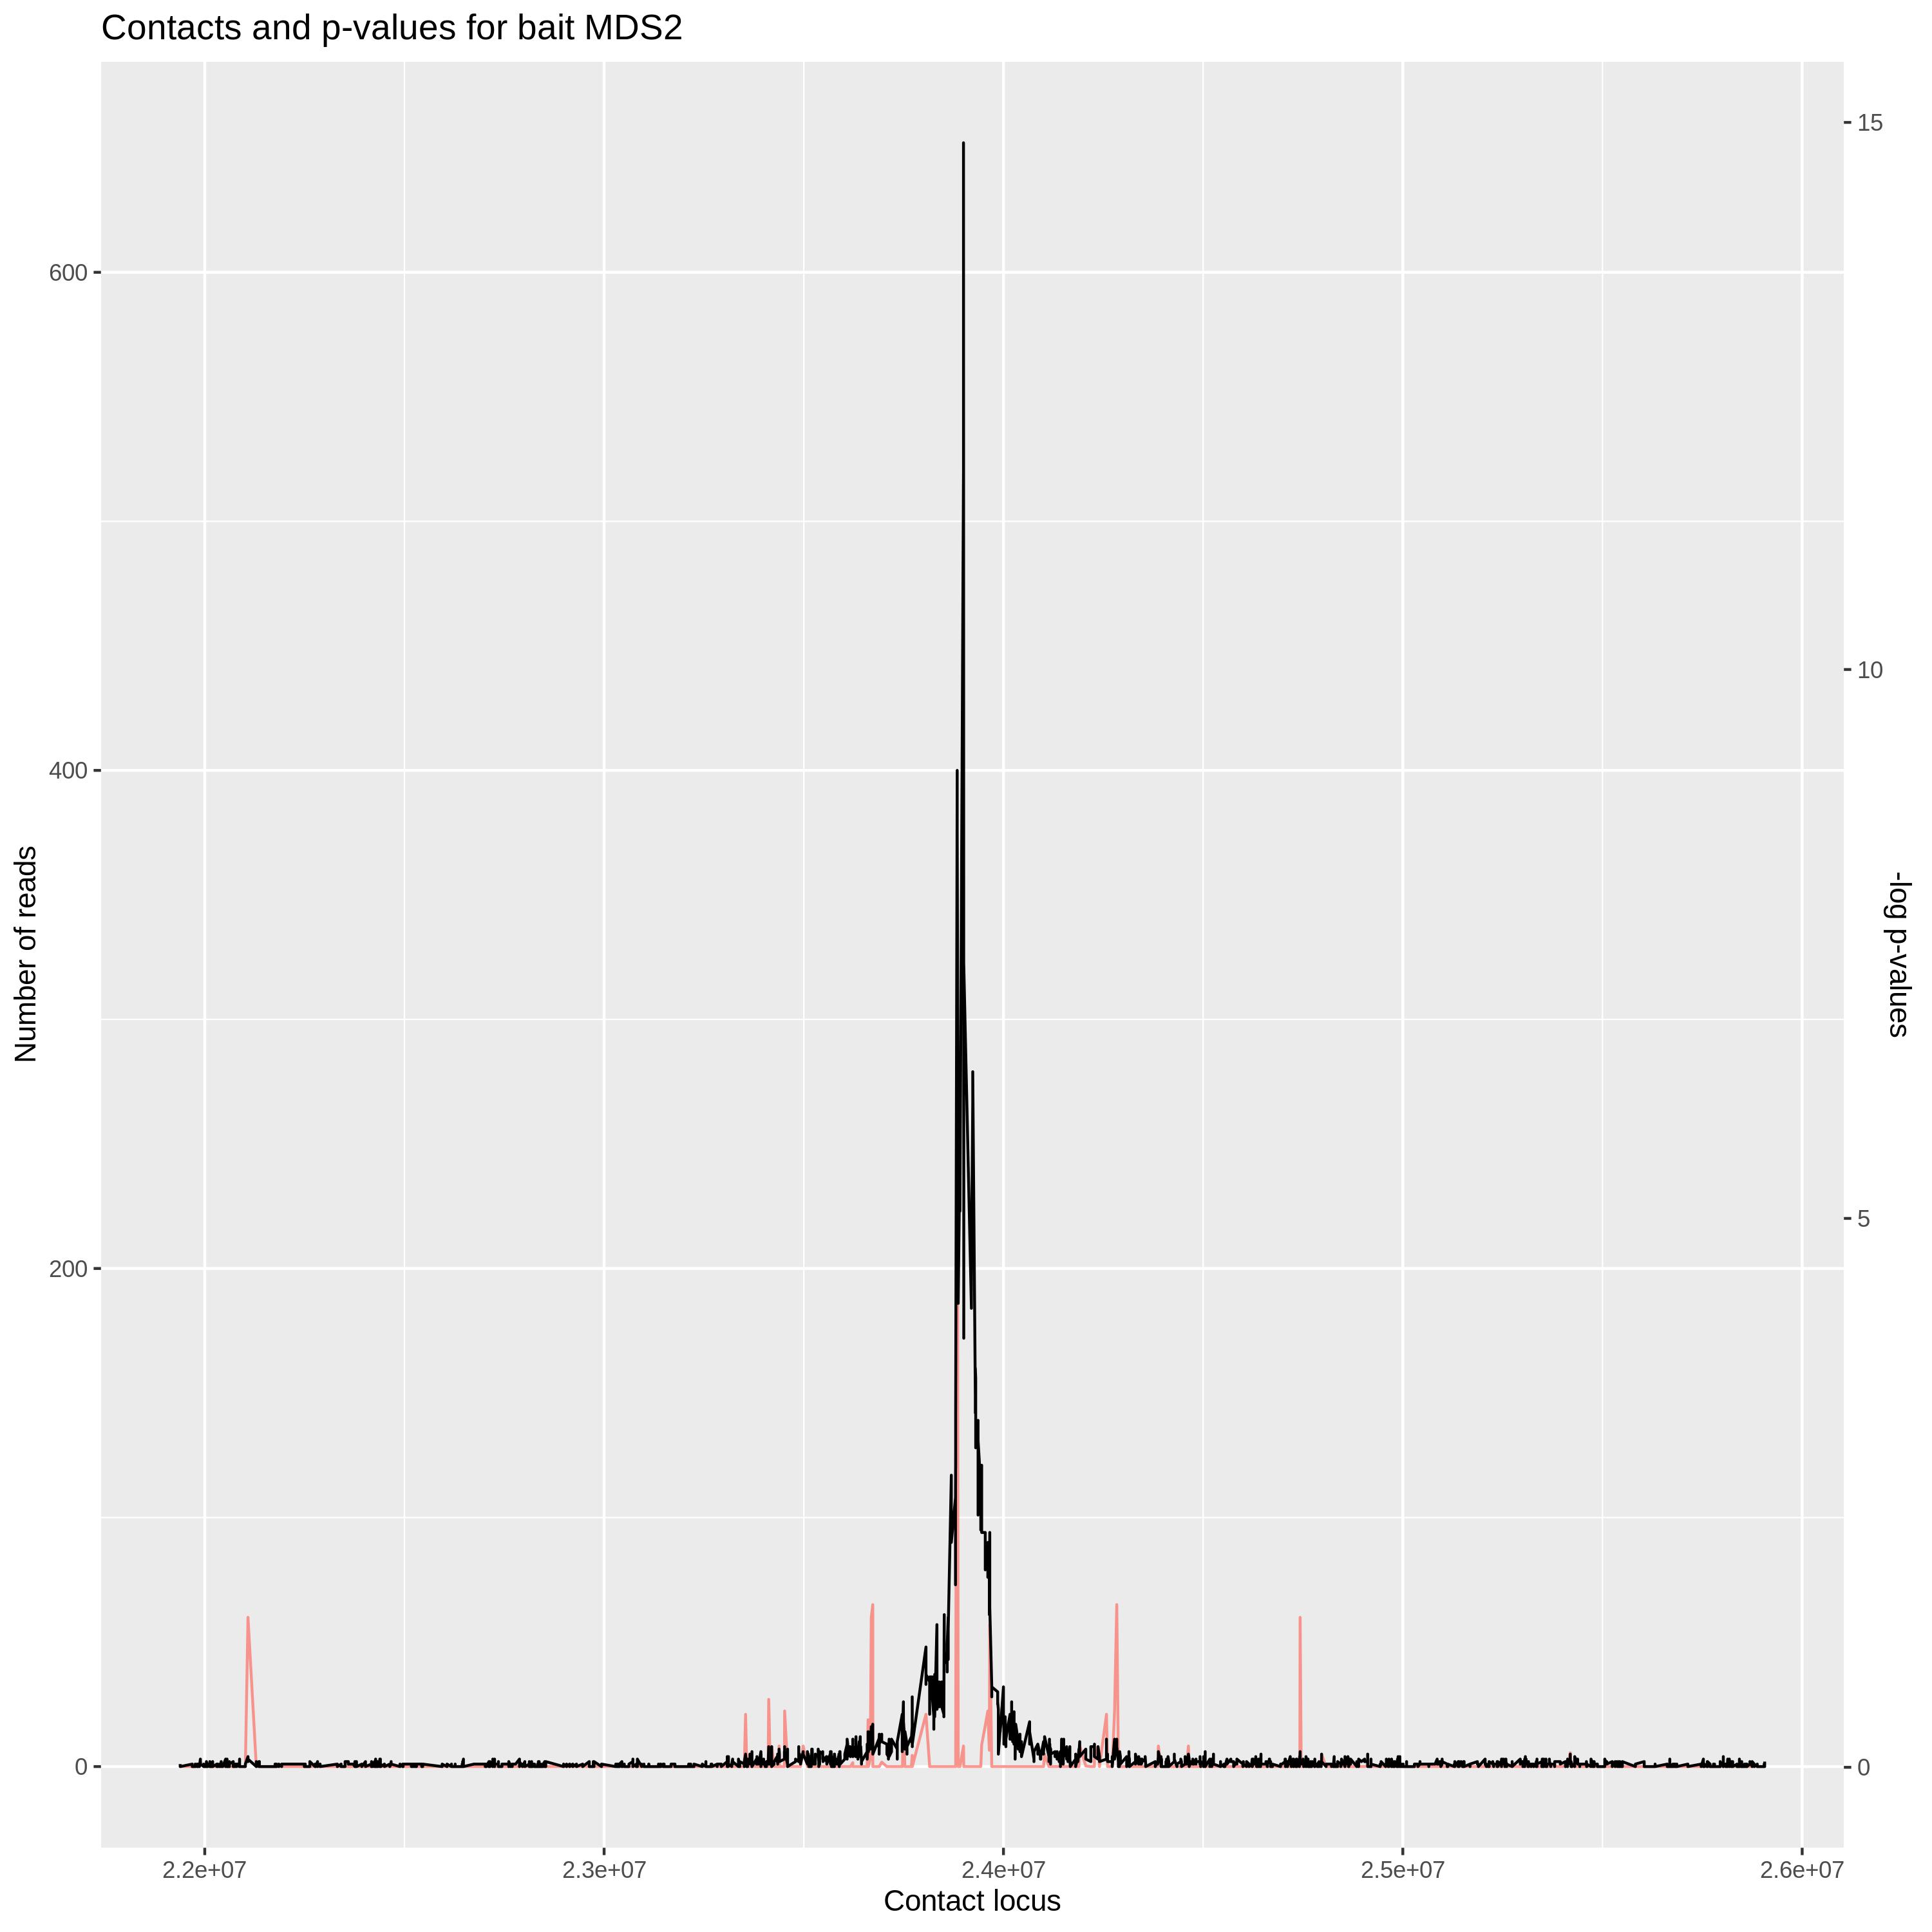 Contacts and p-values for bait MDS2
Number of reads
600
400
200
0
15
10
5
0
-log p-values
2.2e+07
2.3e+07
2.4e+07
2.5e+07
2.6e+07
Contact locus